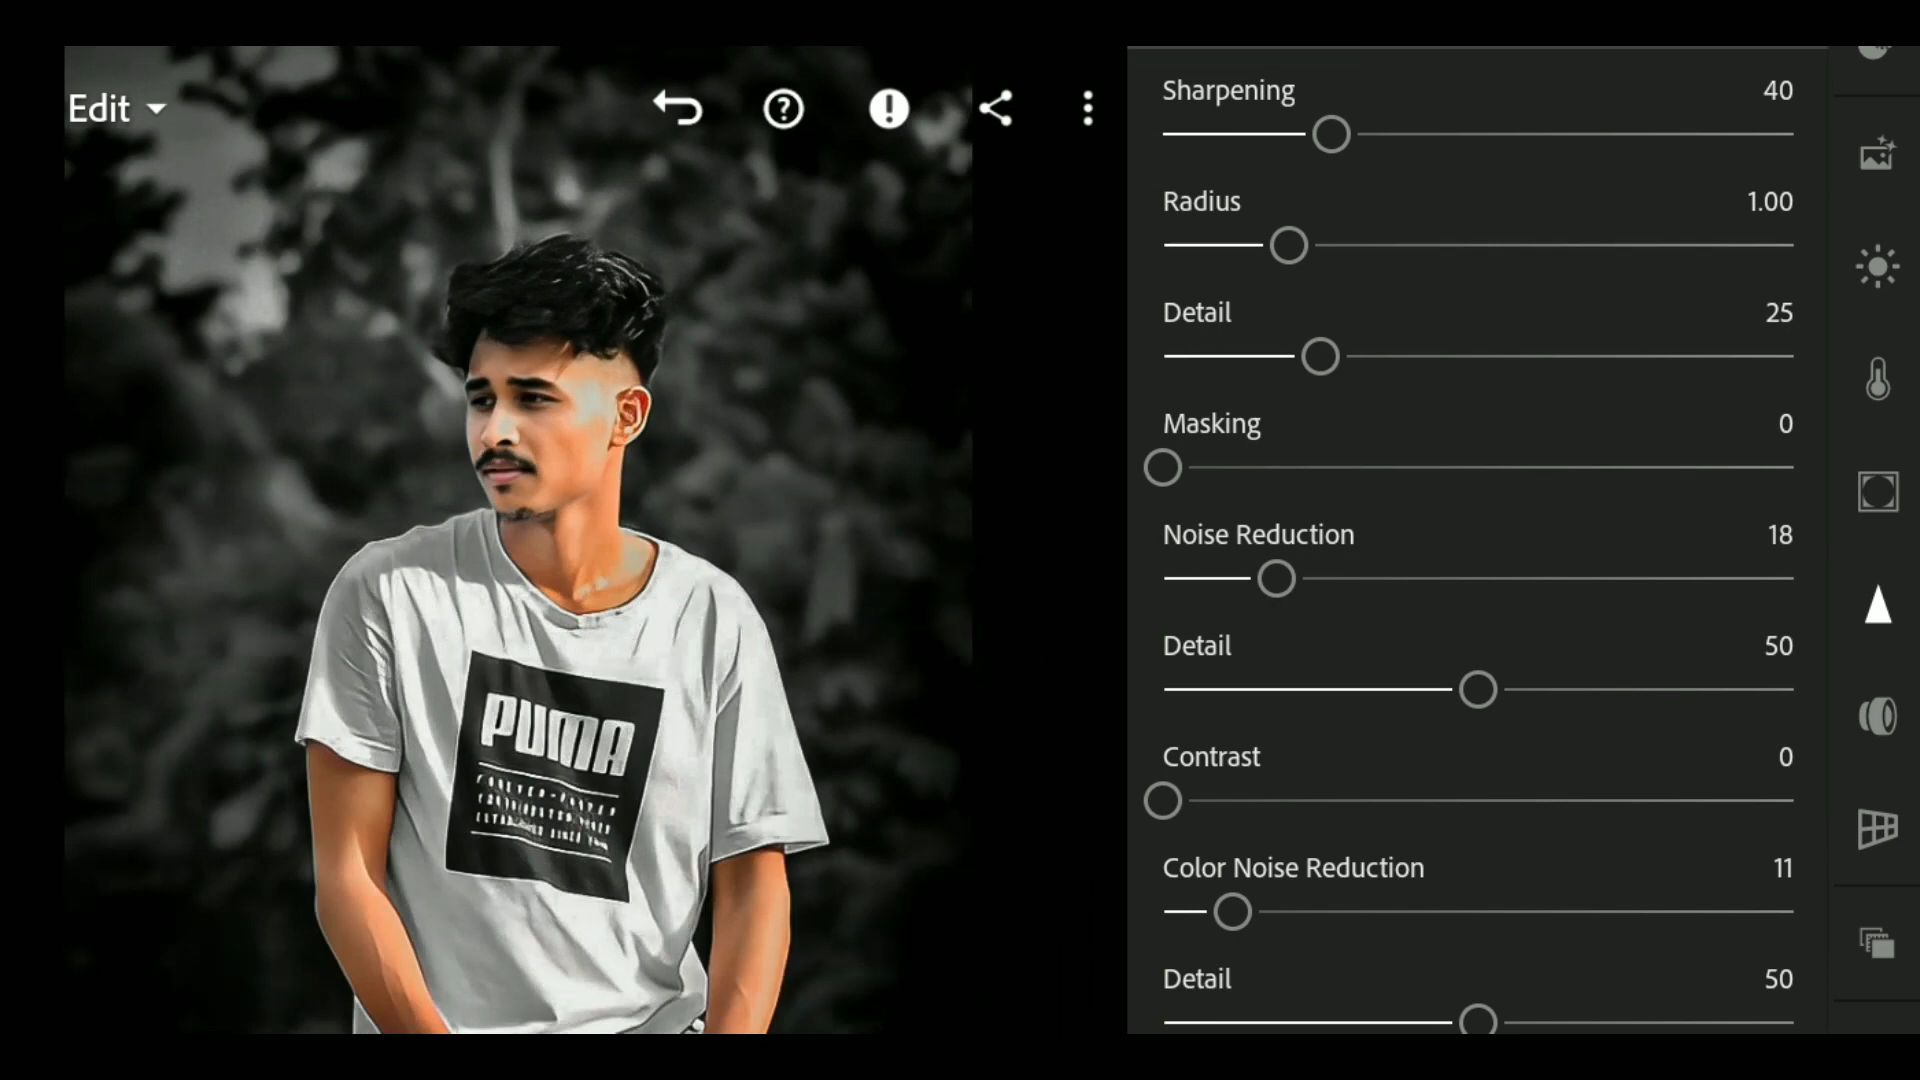 Edit
Sharpening 40
Radius 1.00
Detail 25
Masking 0
Noise Reduction 18
Detail 50
Contrast 0
Color Noise Reduction 11
Detail 50
PUMA